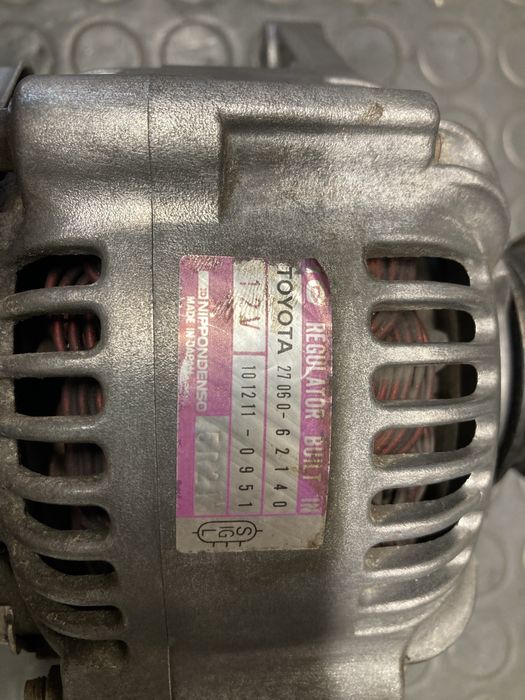 REGULATOR BUILT IN
TOYOTA 27060-62140
12V 101211-0951
NIPPONDENSO
MADE IN JAPAN
S
IG
L